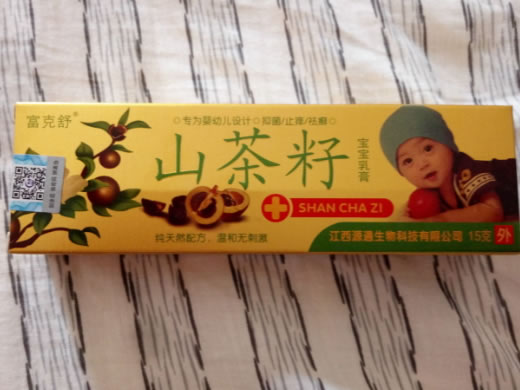 富克舒®
◎专为婴幼儿设计◎抑菌/止痒/祛癣◎
山茶籽
宝宝乳膏
SHAN CHA ZI
纯天然配方，温和无刺激
江西源通生物科技有限公司 15支 外